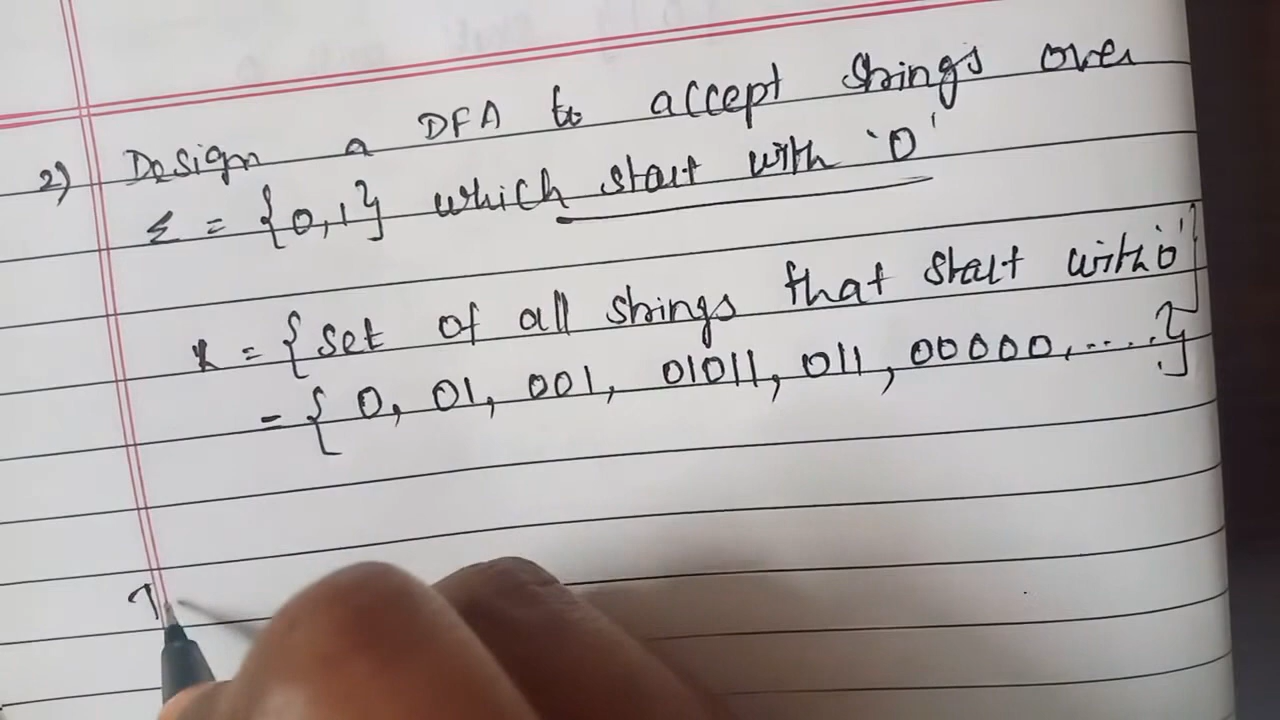 2) Design a DFA to accept strings over
Σ = {0,1} which start with '0'
L = {set of all strings that start with '0'}
= { 0, 01, 001, 01011, 011, 00000, ....}